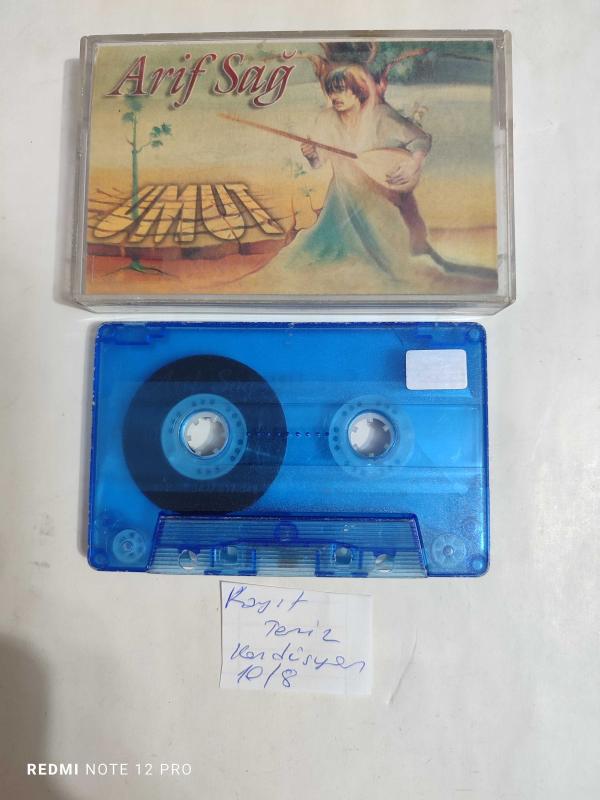 Arif Sağ
UMUT
Kayıt
Temiz
Kondüsyon
10/8
REDMI NOTE 12 PRO